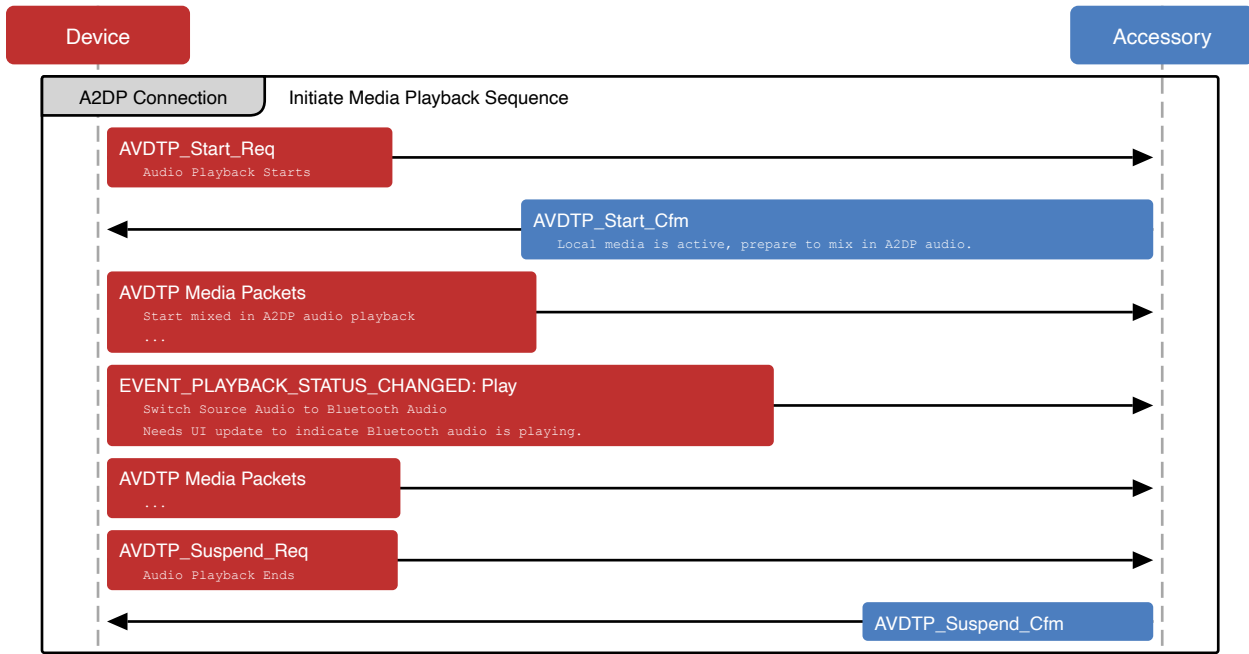 Device
Accessory
A2DP Connection
Initiate Media Playback Sequence
AVDTP_Start_Req
Audio Playback Starts
AVDTP_Start_Cfm
Local media is active, prepare to mix in A2DP audio.
AVDTP Media Packets
Start mixed in A2DP audio playback
...
EVENT_PLAYBACK_STATUS_CHANGED: Play
Switch Source Audio to Bluetooth Audio
Needs UI update to indicate Bluetooth audio is playing.
AVDTP Media Packets
...
AVDTP_Suspend_Req
Audio Playback Ends
AVDTP_Suspend_Cfm